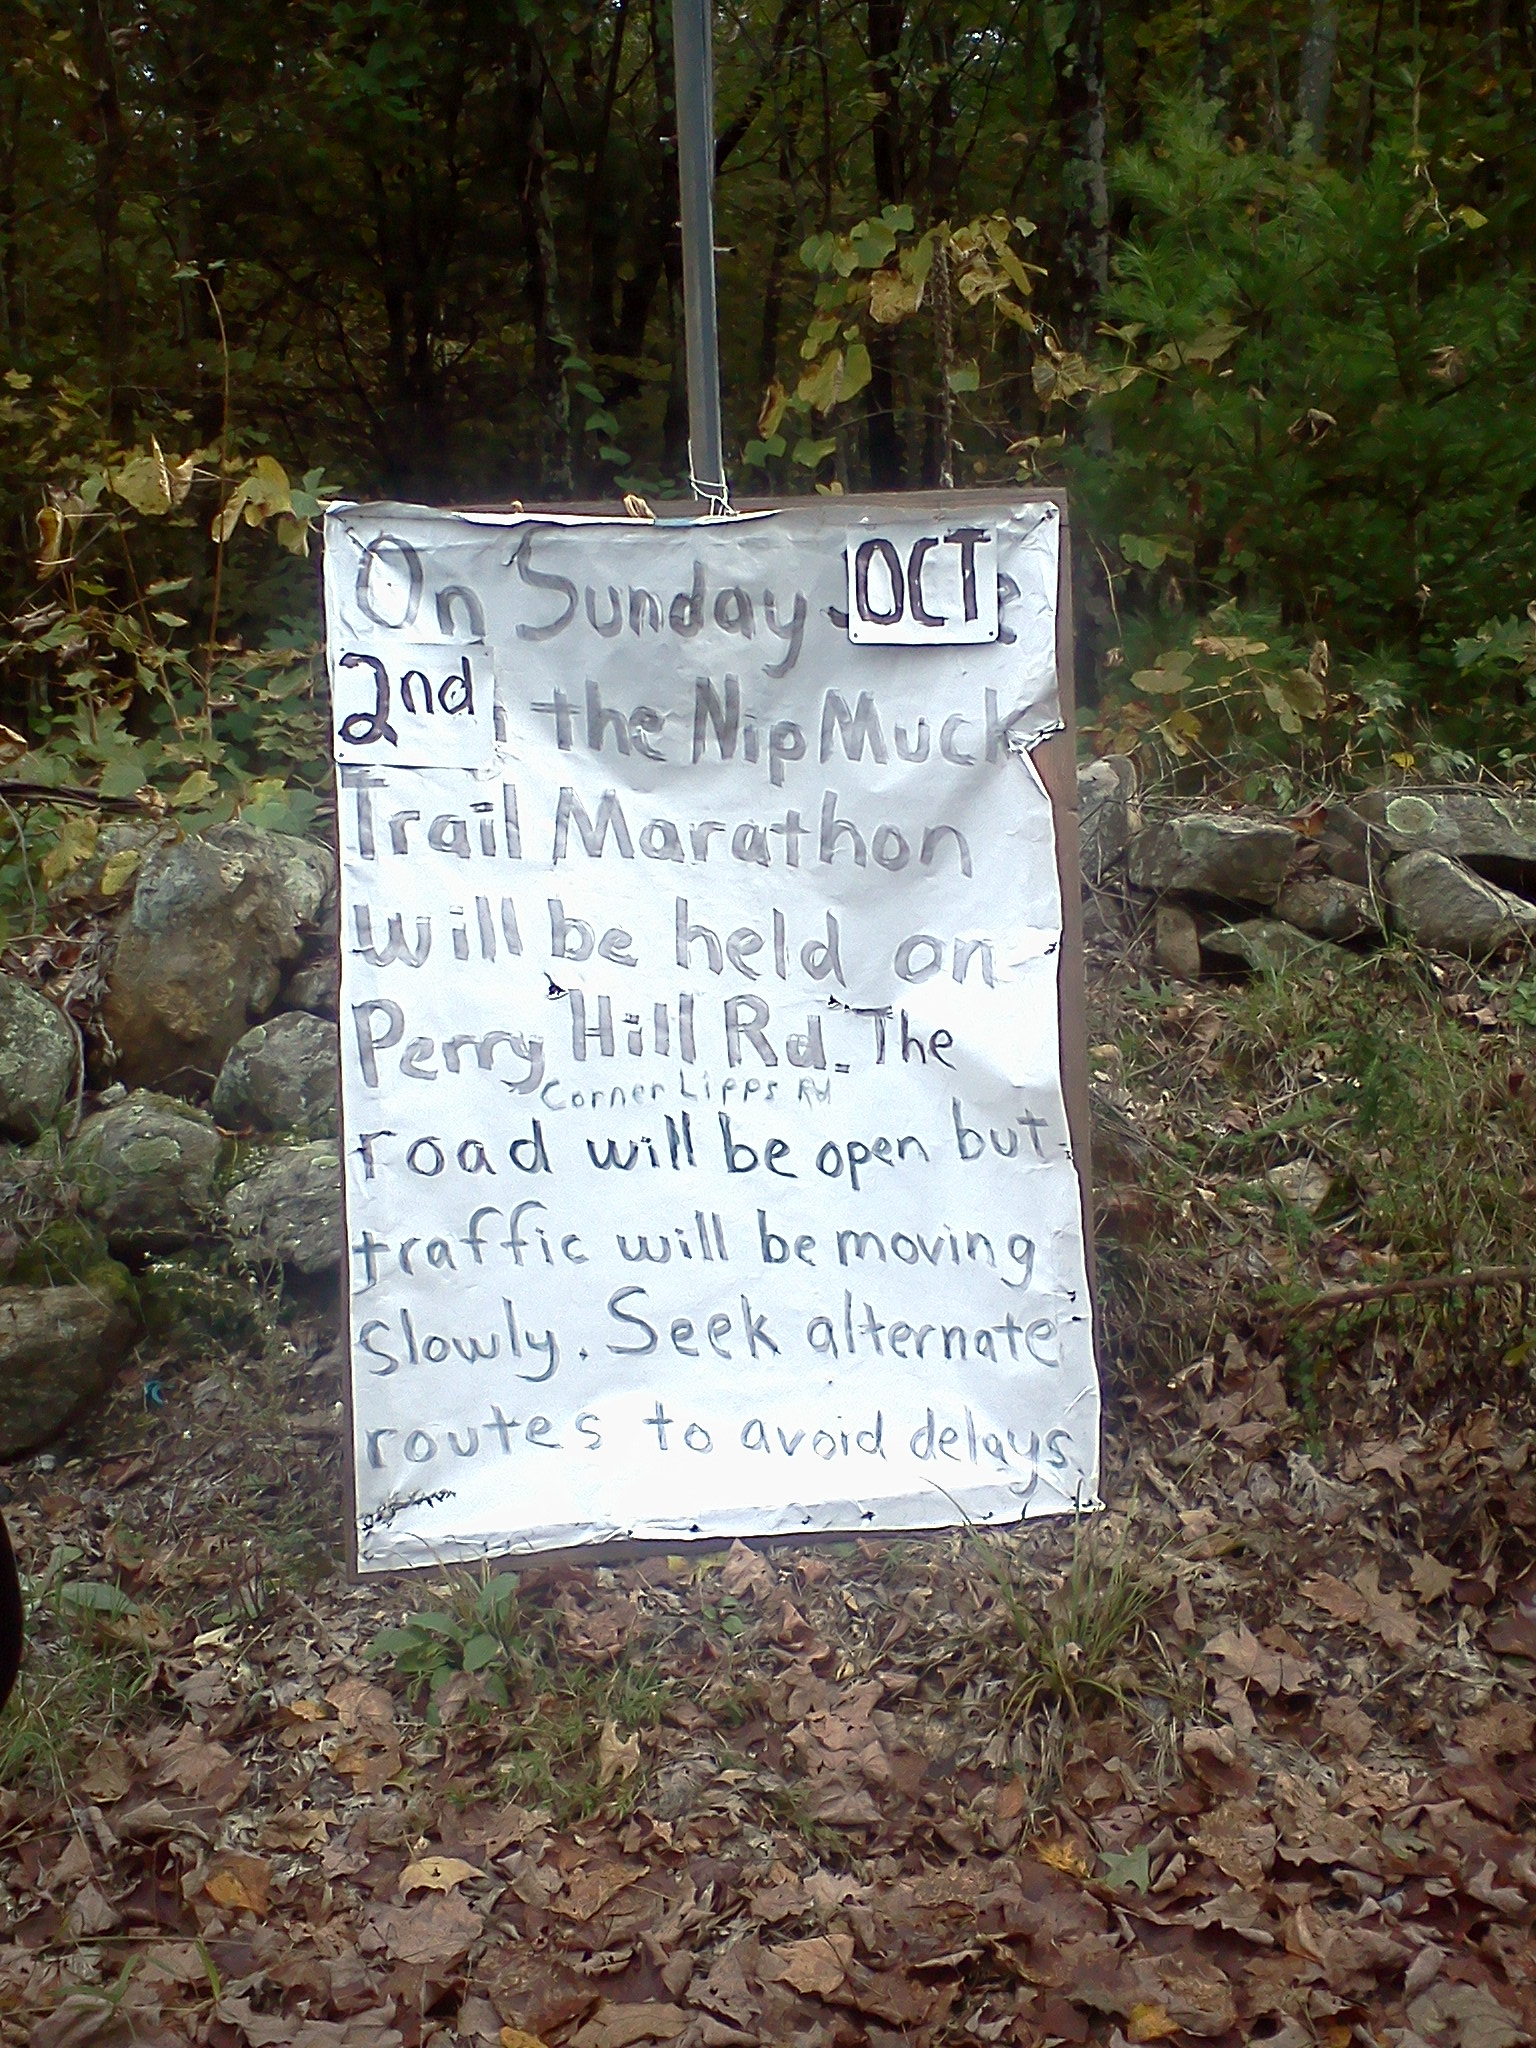 On Sunday OCT
2nd the NipMuck
Trail Marathon
will be held on
Perry Hill Rd. The
Corner Lipps Rd
road will be open but
traffic will be moving
slowly. Seek alternate
routes to avoid delays.